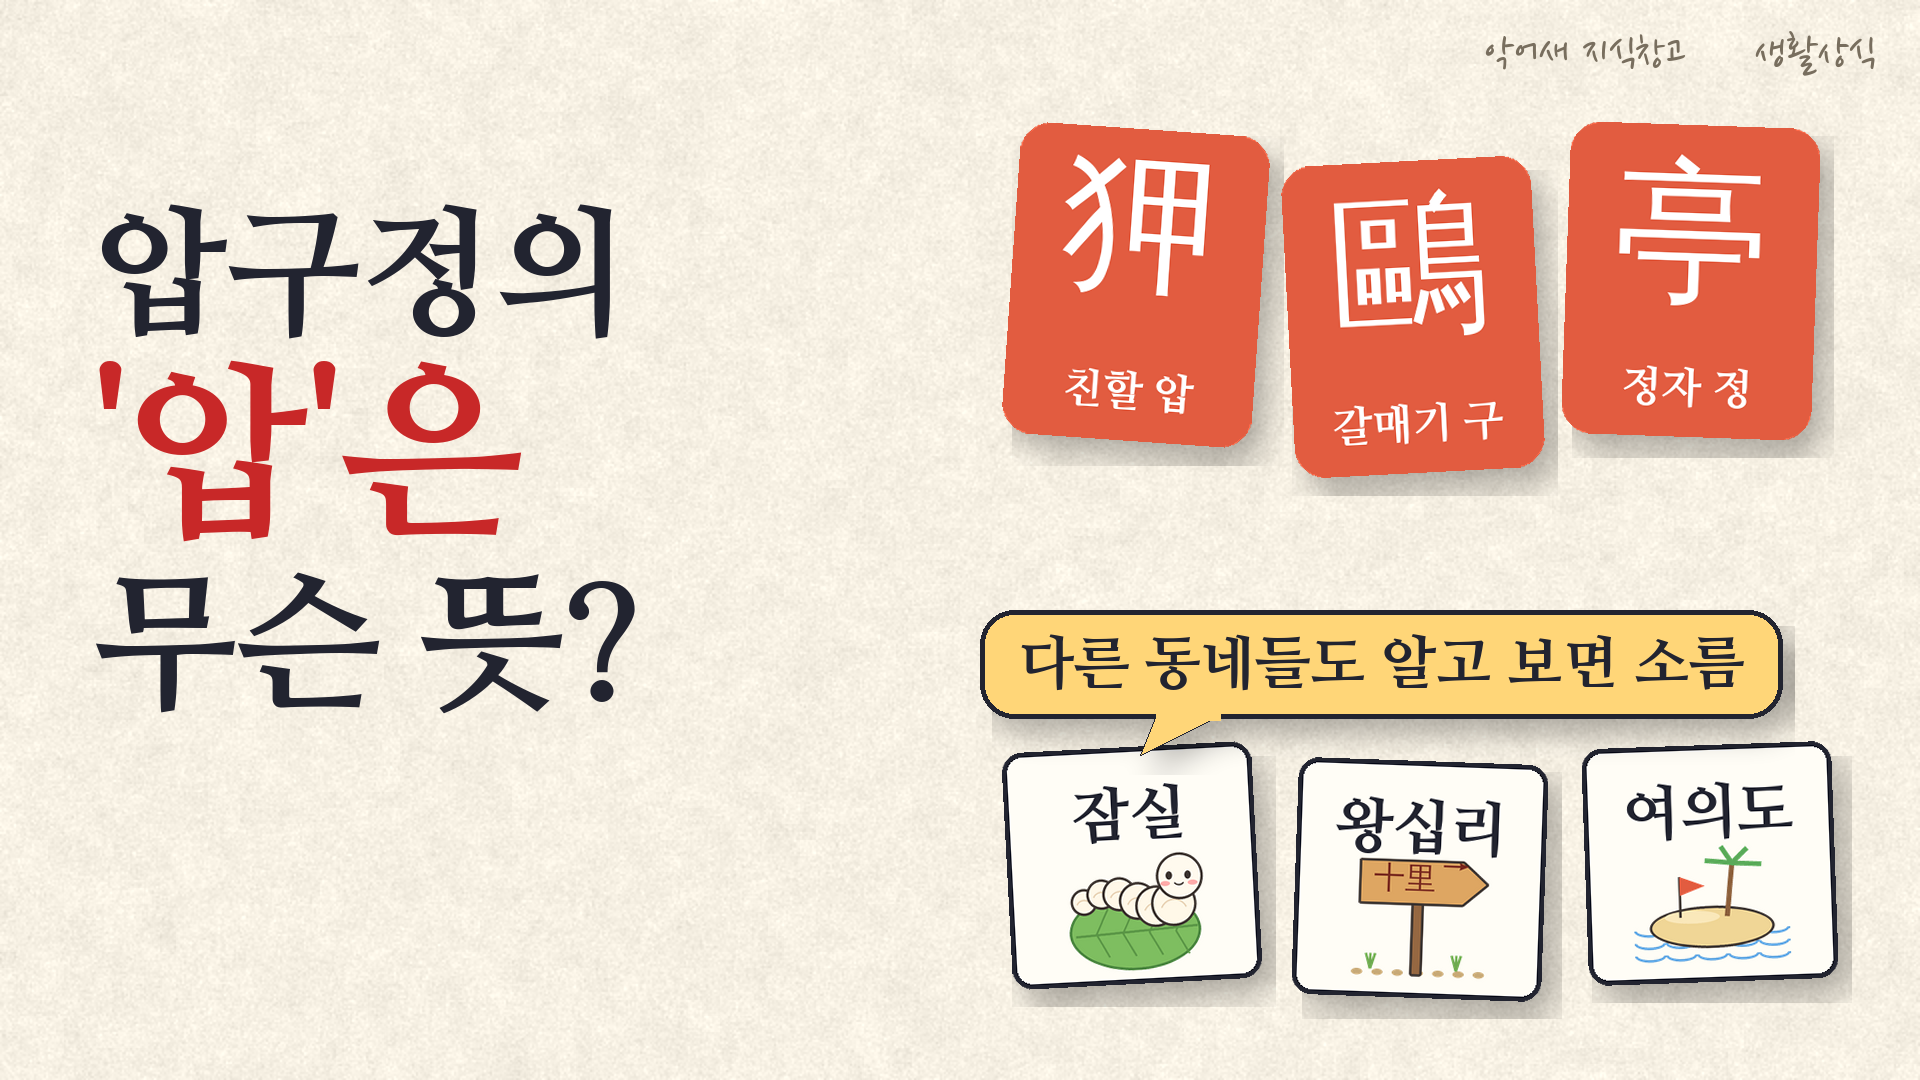 악어새 지식창고 생활상식
압구정의
'압'은
무슨 뜻?
狎
친할 압
鷗
갈매기 구
亭
정자 정
다른 동네들도 알고 보면 소름
잠실
왕십리
十里 →
여의도